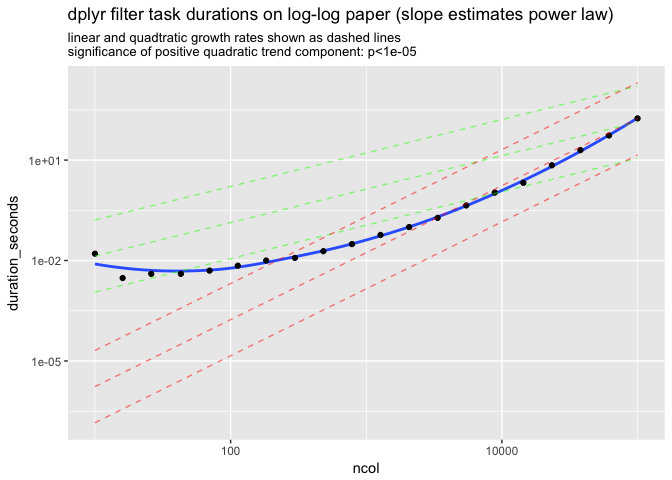 dplyr filter task durations on log-log paper (slope estimates power law)
linear and quadtratic growth rates shown as dashed lines
significance of positive quadratic trend component: p<1e-05
duration_seconds
1e+01
1e-02
1e-05
100
10000
ncol